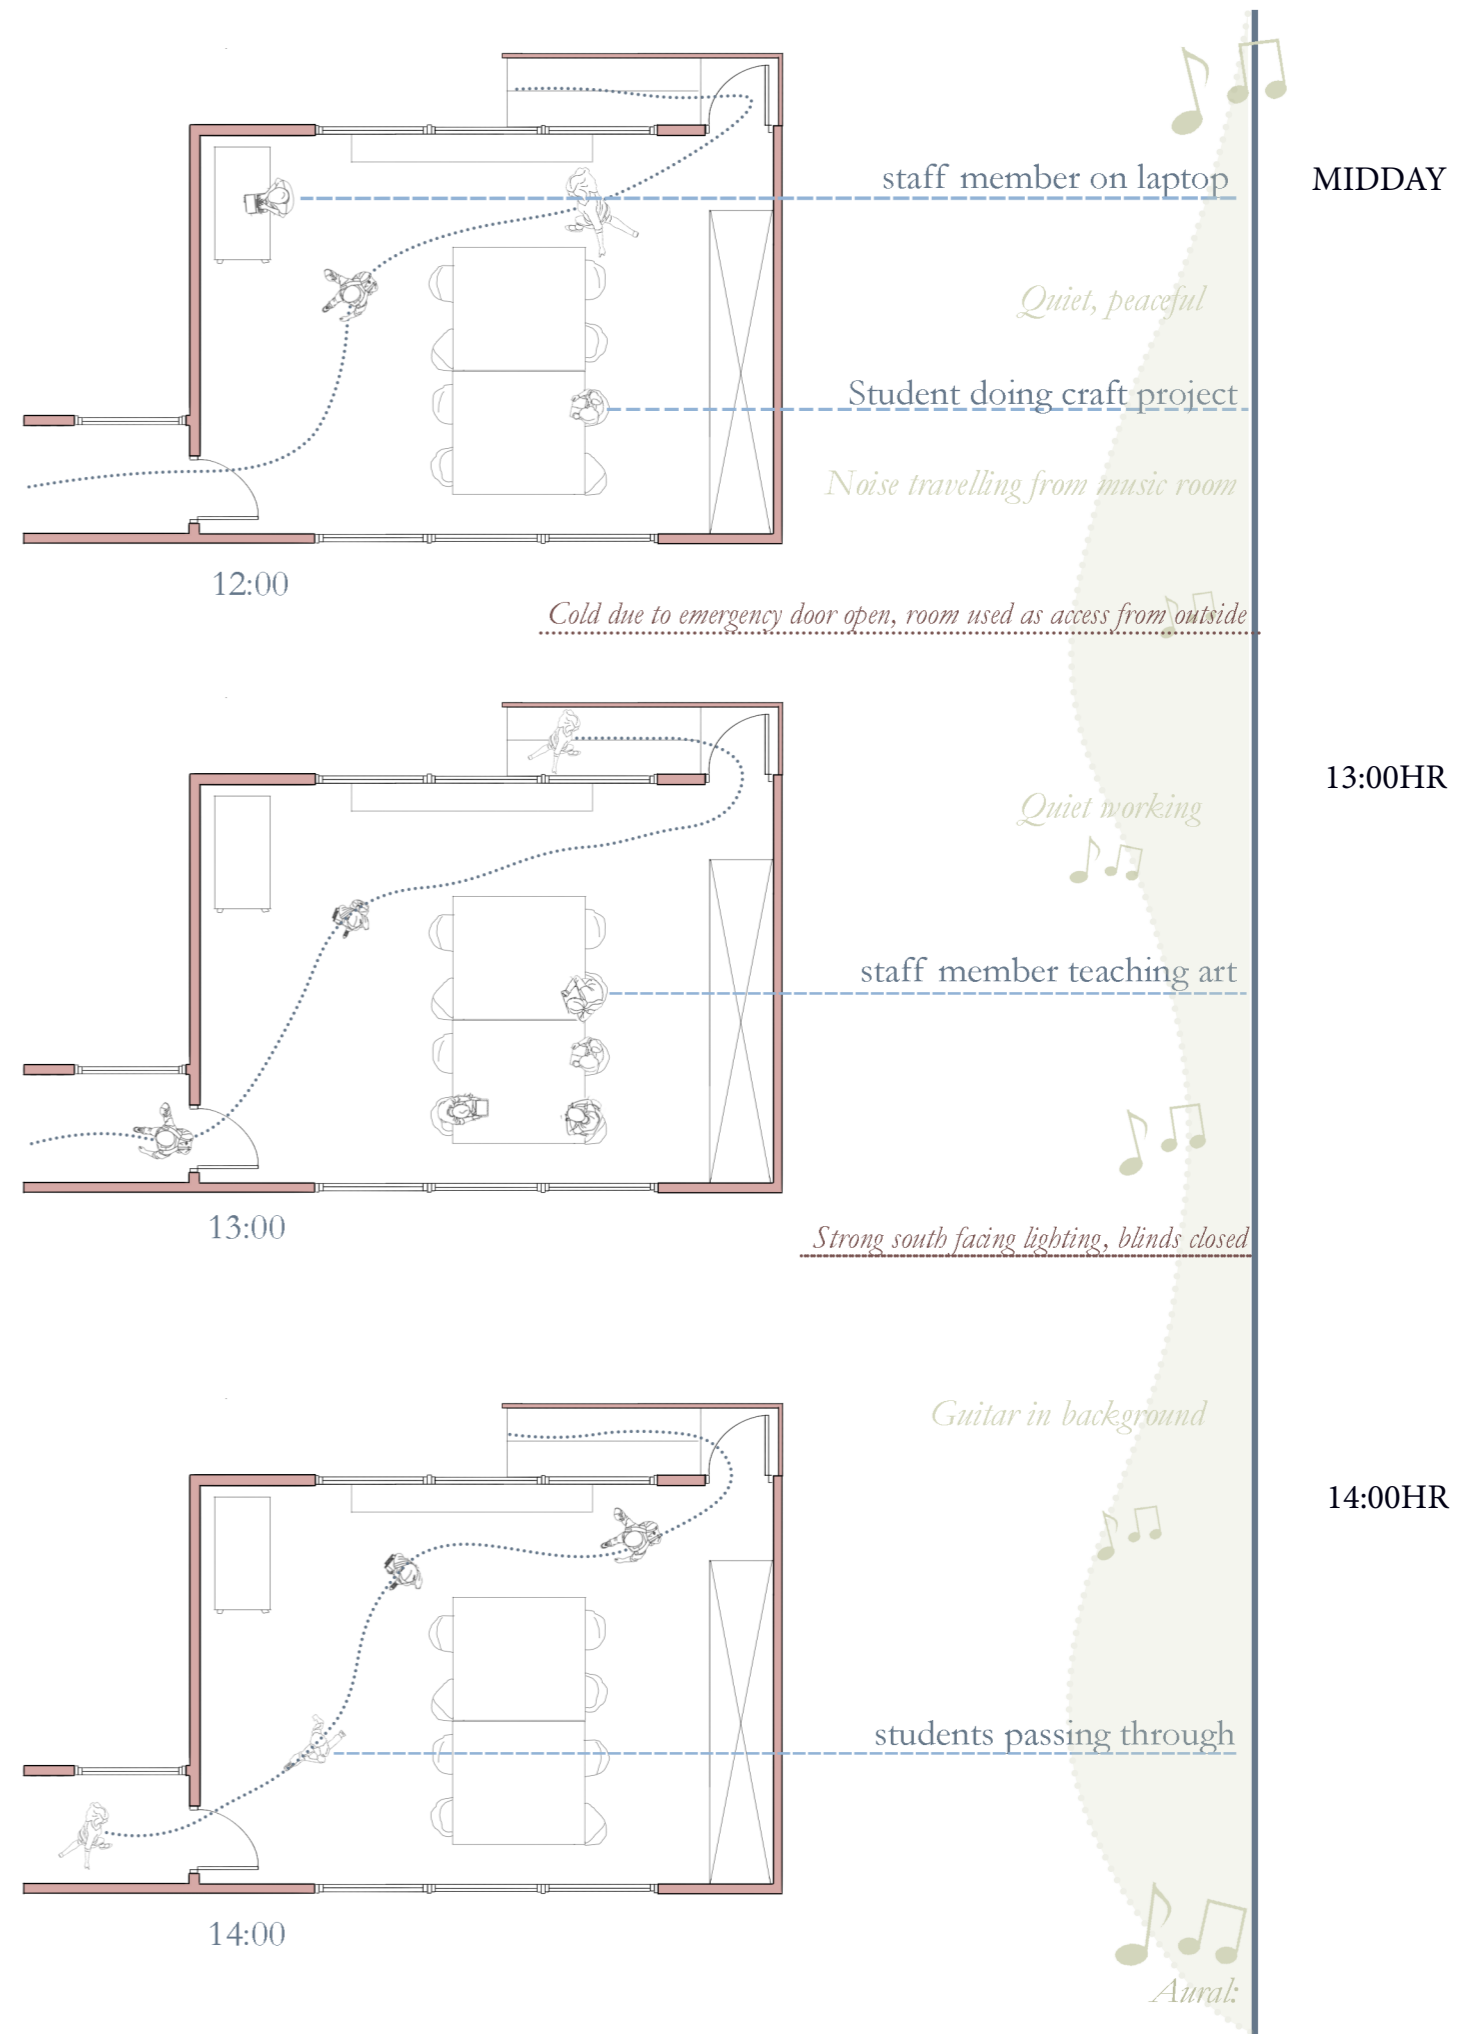 staff member on laptop
MIDDAY
Quiet, peaceful
Student doing craft project
Noise travelling from music room
12:00
Cold due to emergency door open, room used as access from outside
13:00HR
Quiet working
staff member teaching art
13:00
Strong south facing lighting, blinds closed
Guitar in background
14:00HR
students passing through
14:00
Aural: